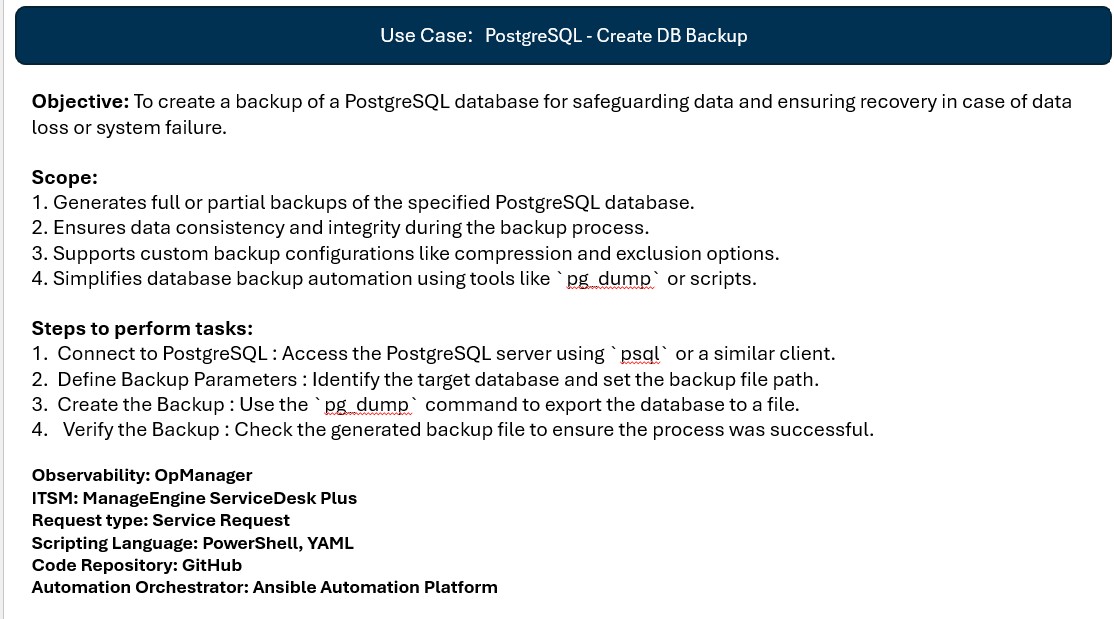 Use Case: PostgreSQL - Create DB Backup
Objective: To create a backup of a PostgreSQL database for safeguarding data and ensuring recovery in case of data
loss or system failure.
Scope:
1. Generates full or partial backups of the specified PostgreSQL database.
2. Ensures data consistency and integrity during the backup process.
3. Supports custom backup configurations like compression and exclusion options.
4. Simplifies database backup automation using tools like `pg_dump` or scripts.
Steps to perform tasks:
1. Connect to PostgreSQL : Access the PostgreSQL server using `psql` or a similar client.
2. Define Backup Parameters : Identify the target database and set the backup file path.
3. Create the Backup : Use the `pg_dump` command to export the database to a file.
4. Verify the Backup : Check the generated backup file to ensure the process was successful.
Observability: OpManager
ITSM: ManageEngine ServiceDesk Plus
Request type: Service Request
Scripting Language: PowerShell, YAML
Code Repository: GitHub
Automation Orchestrator: Ansible Automation Platform